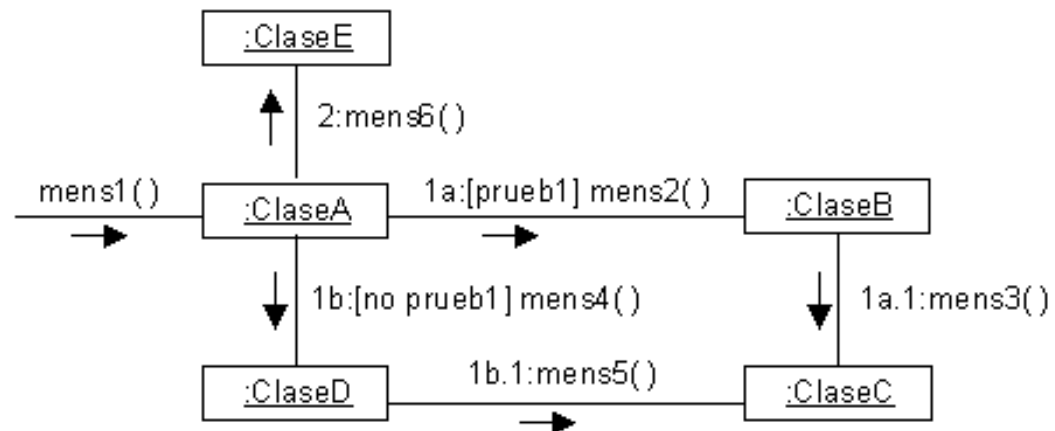 :ClaseE
2:mens6()
mens1()
:ClaseA
1a:[prueb1] mens2()
:ClaseB
1b:[no prueb1] mens4()
1a.1:mens3()
:ClaseD
1b.1:mens5()
:ClaseC